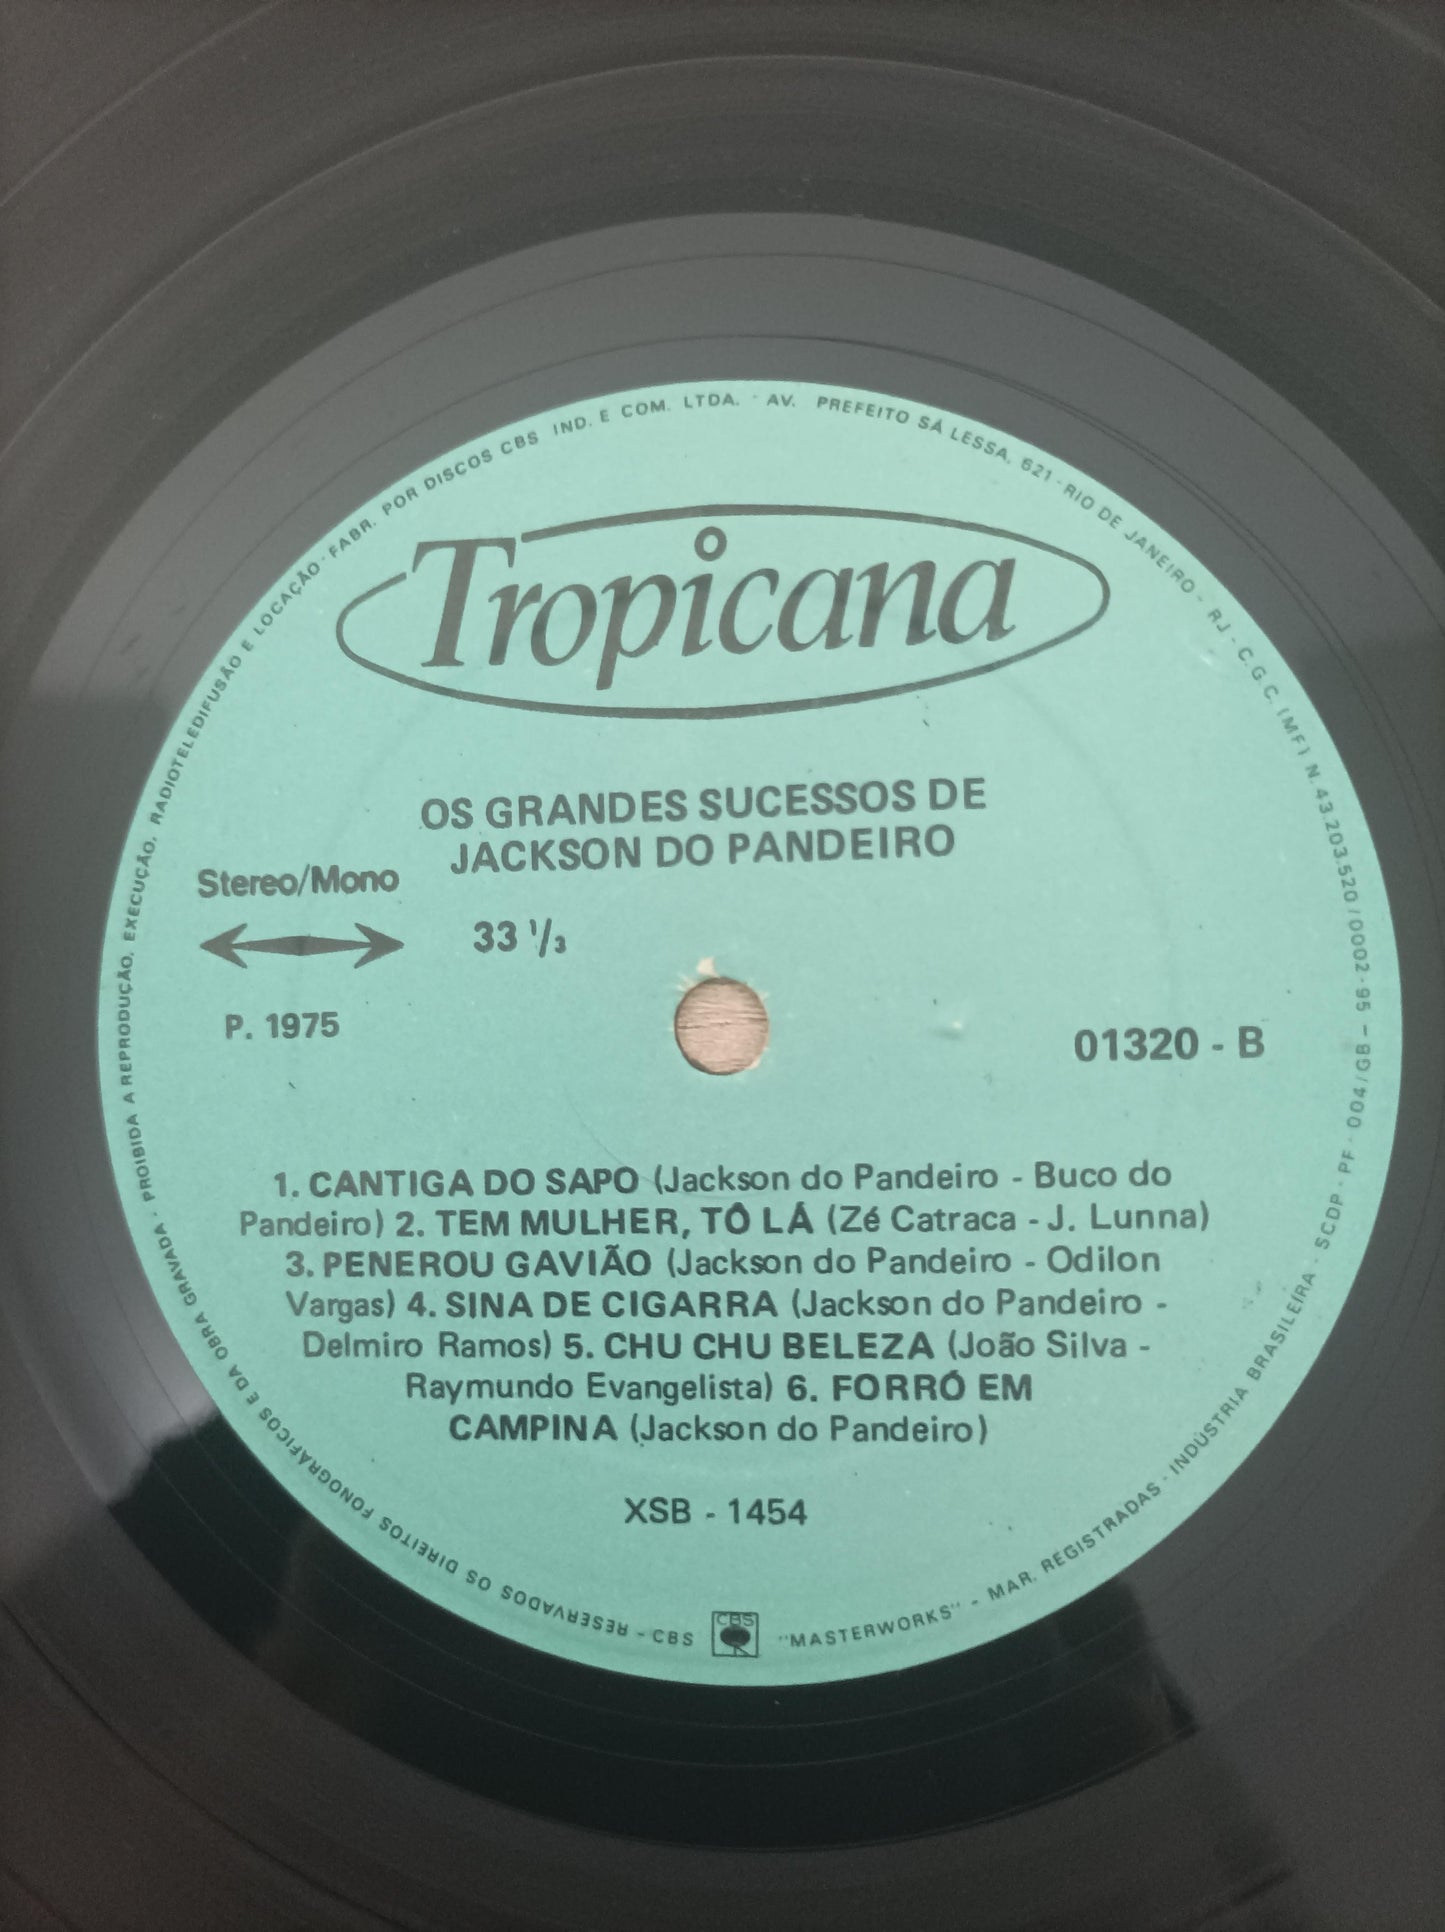 FABR. POR DISCOS CBS IND. E COM. LTDA. · AV. PREFEITO SÁ LESSA, 621 · RIO DE JANEIRO - RJ - C.G.C. (MF) N. 43.203.520/0002-95 - 004/GB - PF · SCDP · INDÚSTRIA BRASILEIRA · MAR. REGISTRADAS - "MASTERWORKS"
CBS
CBS - RESERVADOS OS DIREITOS FONOGRÁFICOS E DA OBRA GRAVADA · PROIBIDA A REPRODUÇÃO, EXECUÇÃO, RADIOTELEDIFUSÃO E LOCAÇÃO ·
Tropicana
OS GRANDES SUCESSOS DE
JACKSON DO PANDEIRO
Stereo/Mono
33 1/3
P. 1975
01320 - B
1. CANTIGA DO SAPO (Jackson do Pandeiro - Buco do
Pandeiro) 2. TEM MULHER, TÔ LÁ (Zé Catraca - J. Lunna)
3. PENEROU GAVIÃO (Jackson do Pandeiro - Odilon
Vargas) 4. SINA DE CIGARRA (Jackson do Pandeiro -
Delmiro Ramos) 5. CHU CHU BELEZA (João Silva -
Raymundo Evangelista) 6. FORRÓ EM
CAMPINA (Jackson do Pandeiro)
XSB - 1454